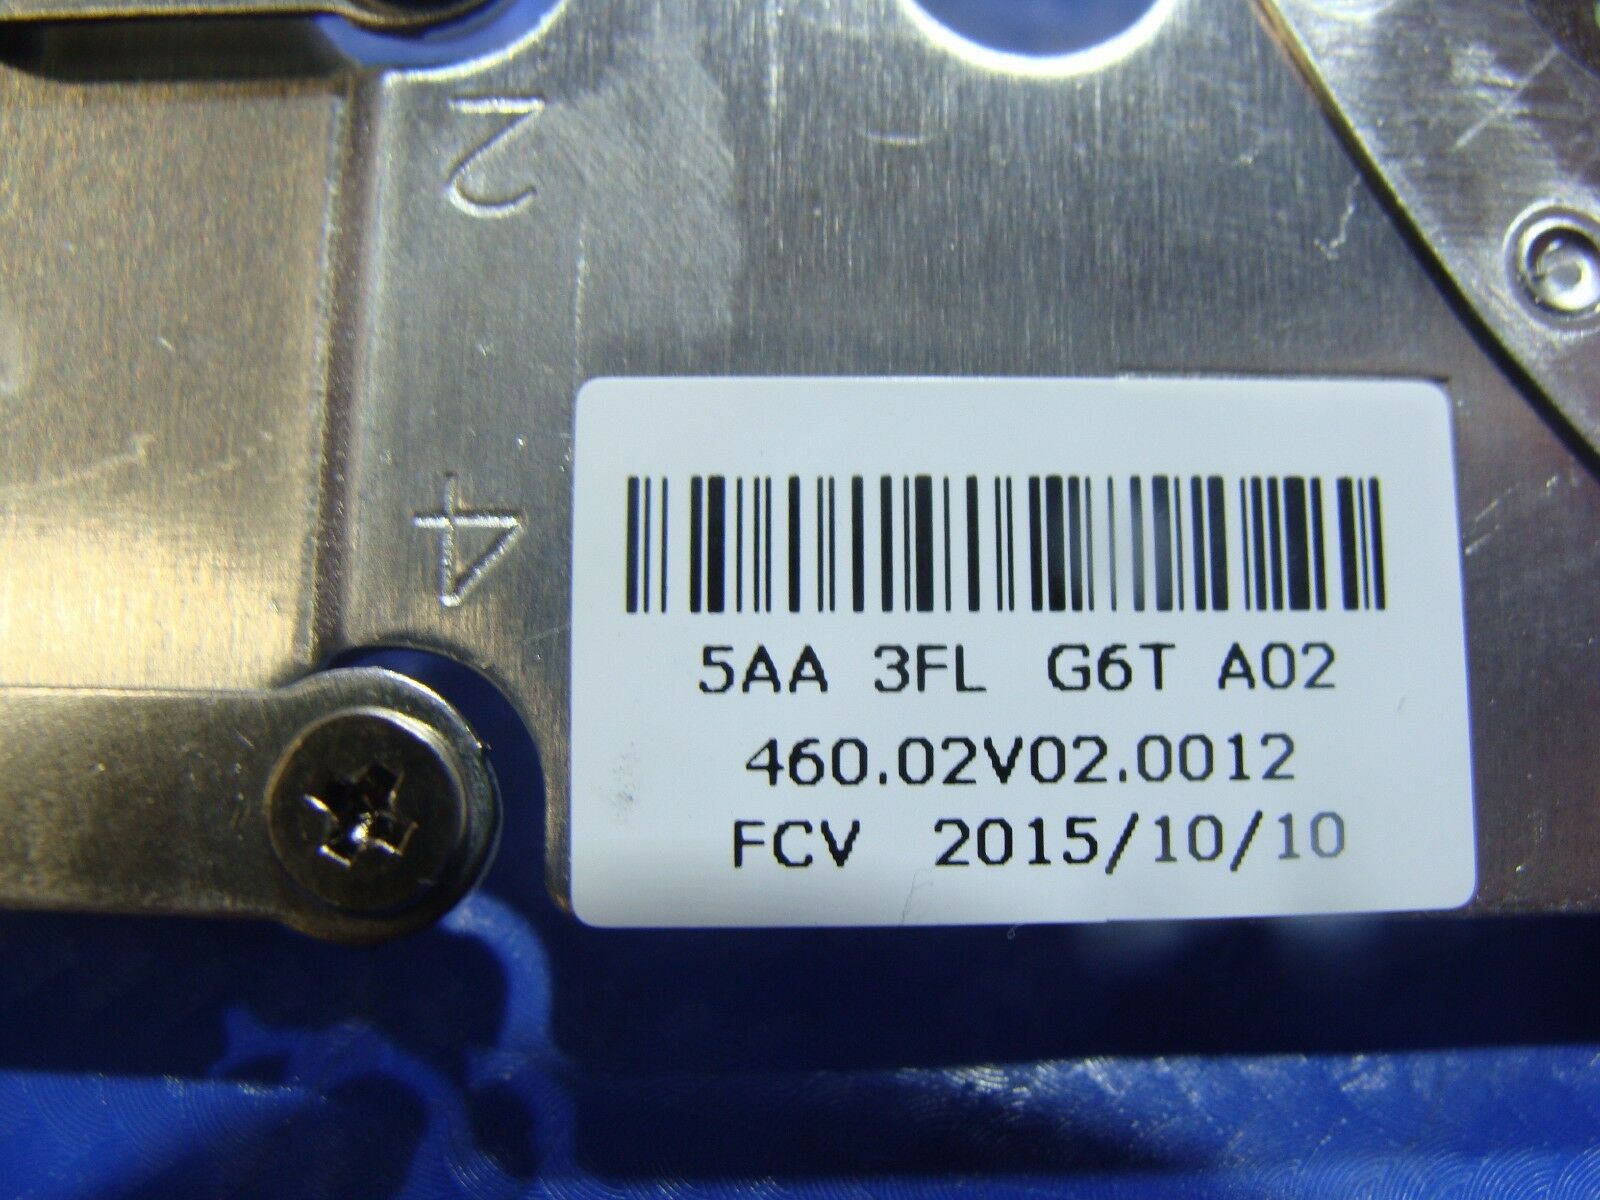 2
4
5AA 3FL G6T A02
460.02V02.0012
FCV 2015/10/10